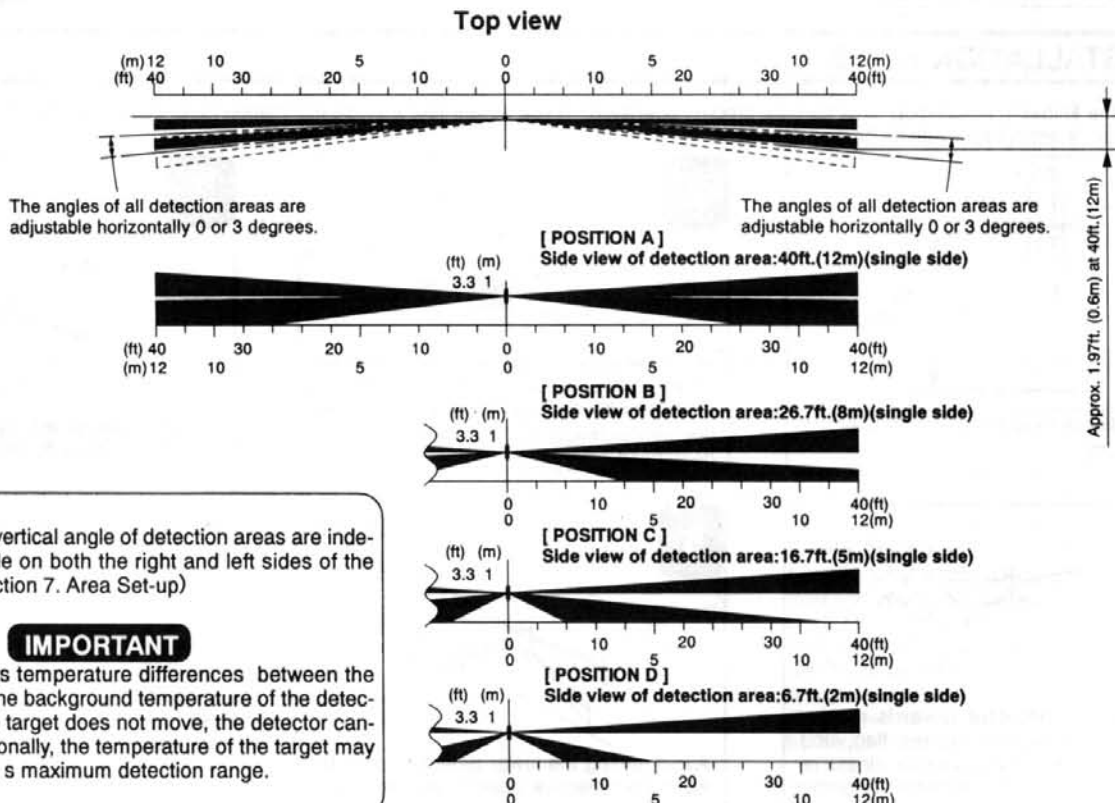 STALLATION
Top view
(m) 12 10 5 0 5 10 12(m)
(ft) 40 30 20 10 0 10 20 30 40(ft)
The angles of all detection areas are
adjustable horizontally 0 or 3 degrees.
The angles of all detection areas are
adjustable horizontally 0 or 3 degrees.
Approx. 1.97ft. (0.6m) at 40ft.(12m)
[ POSITION A ]
Side view of detection area:40ft.(12m)(single side)
(ft) (m)
3.3 1
(ft) 40 30 20 10 0 10 20 30 40(ft)
(m) 12 10 5 0 5 10 12(m)
[ POSITION B ]
Side view of detection area:26.7ft.(8m)(single side)
(ft) (m)
3.3 1
0 10 20 30 40(ft)
0 5 10 12(m)
[ POSITION C ]
Side view of detection area:16.7ft.(5m)(single side)
(ft) (m)
3.3 1
0 10 20 30 40(ft)
0 5 10 12(m)
[ POSITION D ]
Side view of detection area:6.7ft.(2m)(single side)
(ft) (m)
3.3 1
0 10 20 30 40(ft)
0 5 10 12(m)
vertical angle of detection areas are inde-
le on both the right and left sides of the
ction 7. Area Set-up)
IMPORTANT
s temperature differences between the
he background temperature of the detec-
target does not move, the detector can-
onally, the temperature of the target may
s maximum detection range.